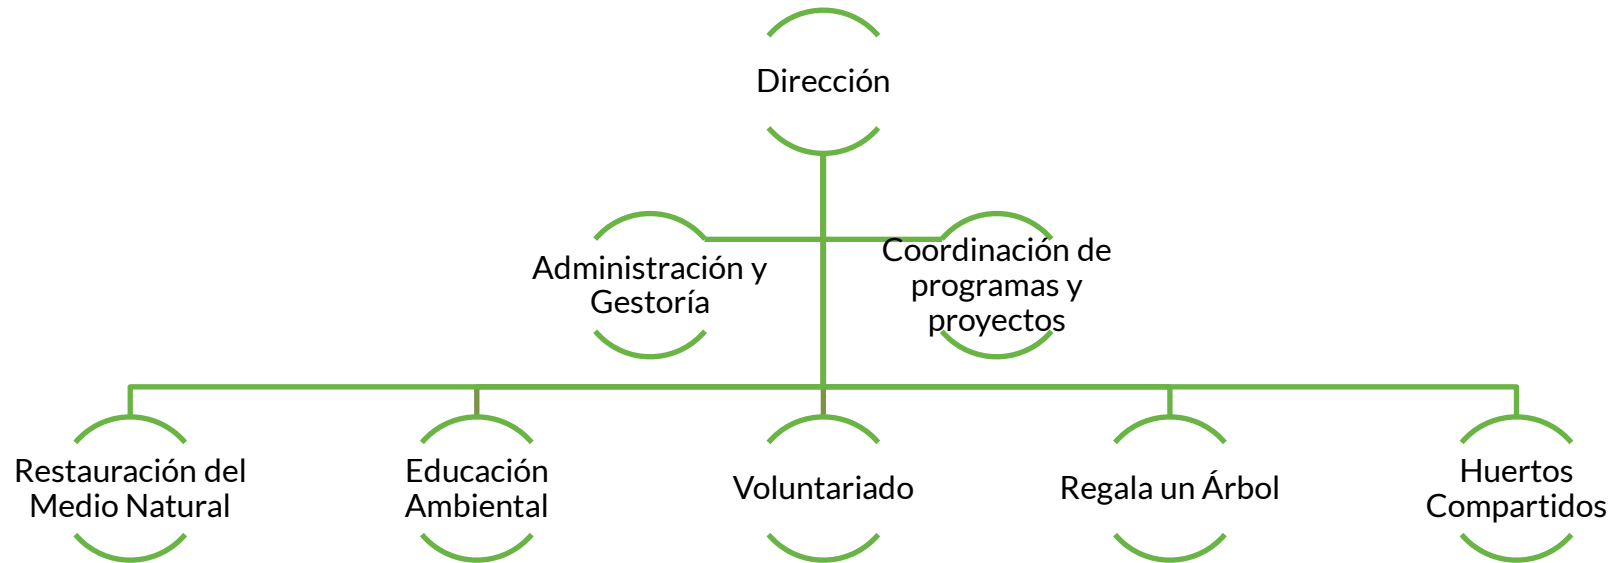 Dirección
Administración y
Gestoría
Coordinación de
programas y
proyectos
Restauración del
Medio Natural
Educación
Ambiental
Voluntariado
Regala un Árbol
Huertos
Compartidos